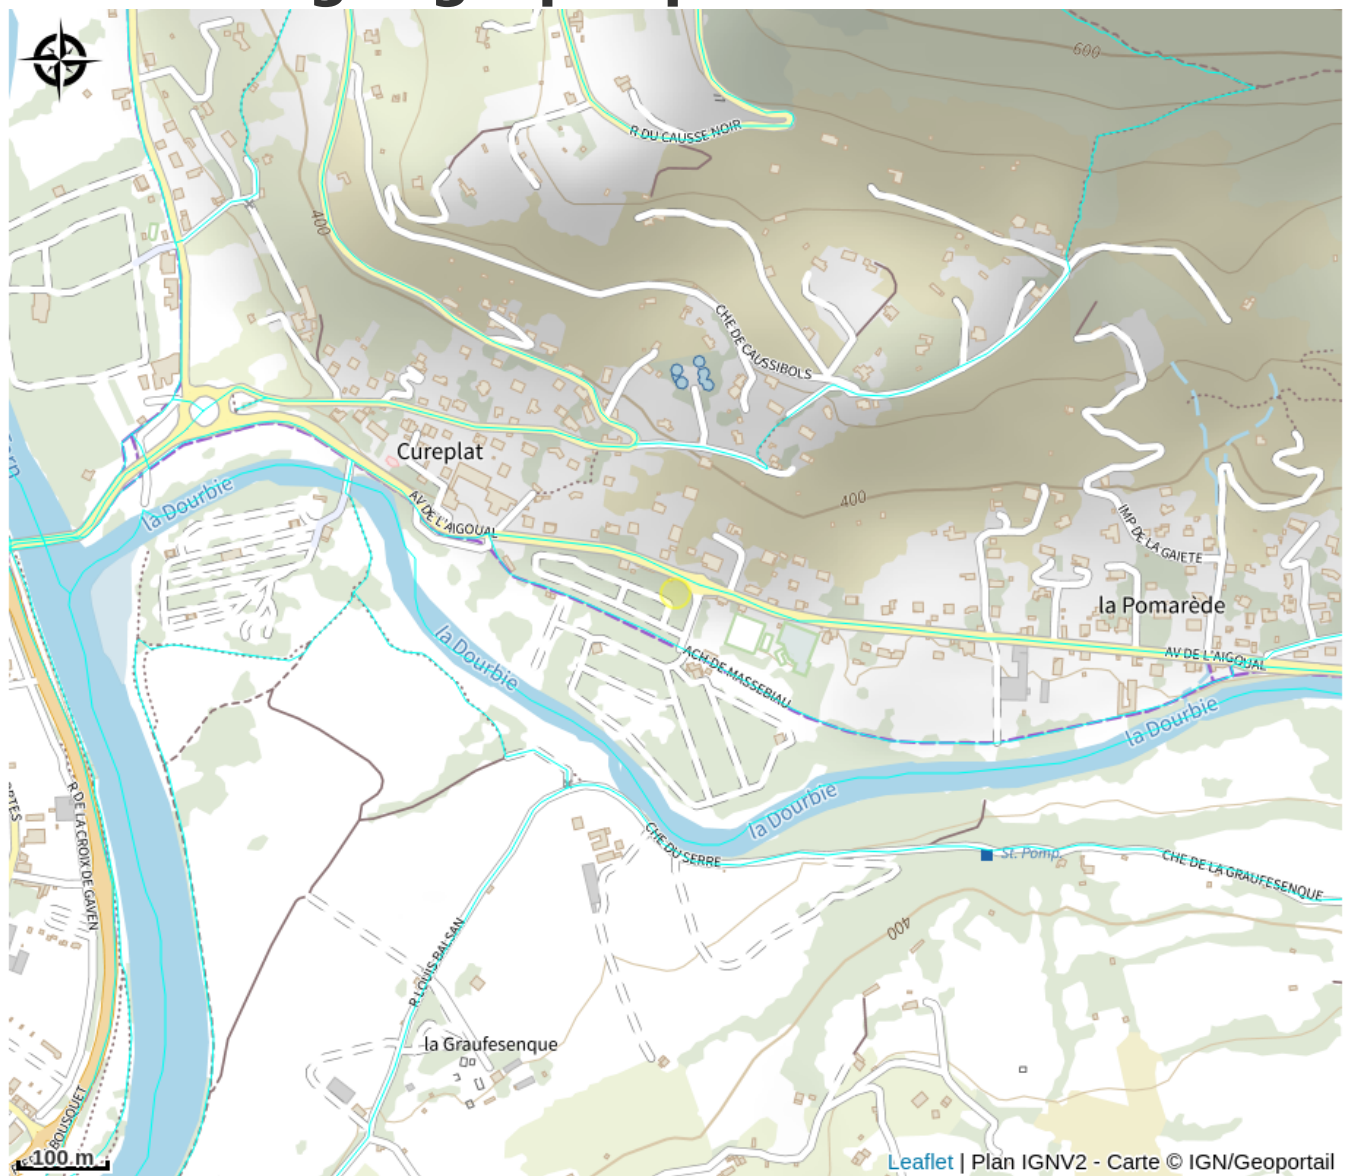 600
R DU CAUSSE NOIR
400
CHE DE CAUSSIBOLS
Cureplat
la Dourbie
AV DE L'AIGOUAL
400
IMP DE LA GAIETE
la Pomarède
la Dourbie
ACH DE MASSEBIAU
AV DE L'AIGOUAL
la Dourbie
la Dourbie
R DE LA CROIX DE GAVEN
CHE DU SERRE
St. Pomp.
CHE DE LA GRAUFESENQUE
400
R LOUIS BALSAN
la Graufesenque
BOUSQUET
100 m
Leaflet | Plan IGNV2 - Carte © IGN/Geoportail